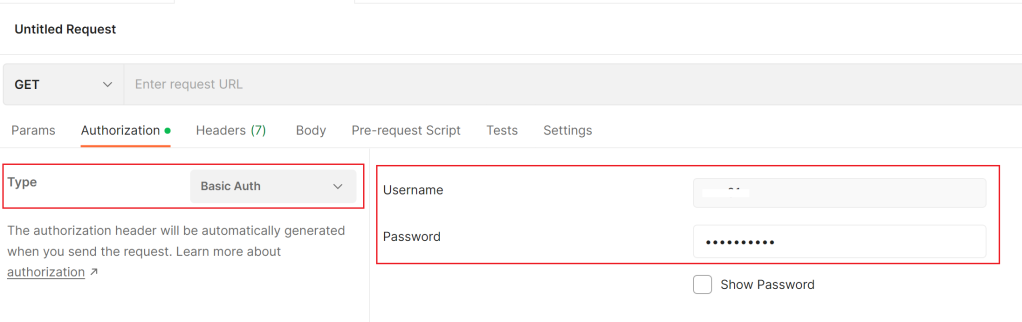 Untitled Request
GET Enter request URL
Params Authorization Headers (7) Body Pre-request Script Tests Settings
Type Basic Auth
The authorization header will be automatically generated
when you send the request. Learn more about
authorization ↗
Username
Password ••••••••••
Show Password